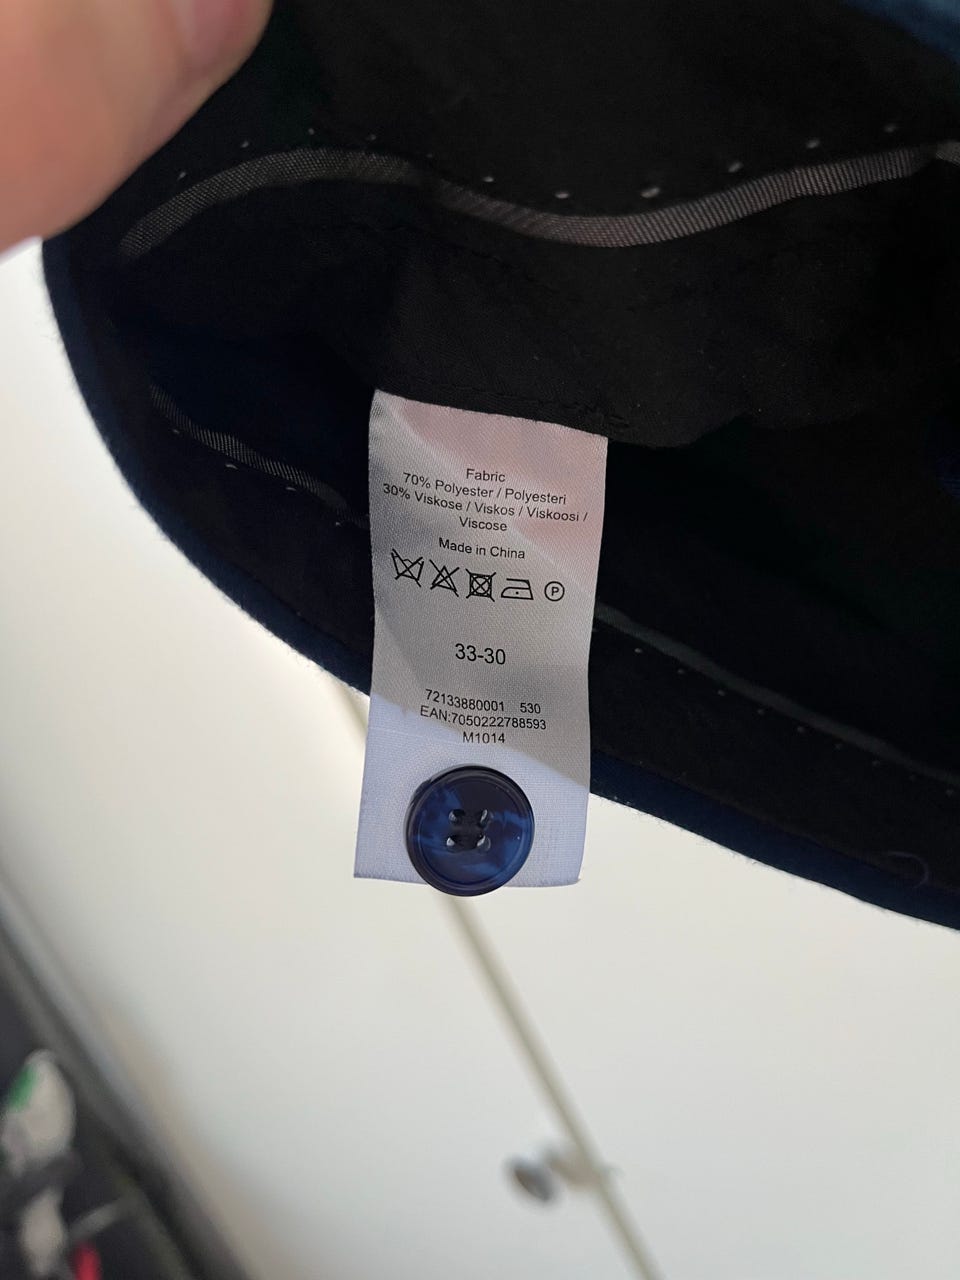 Fabric
70% Polyester / Polyesteri
30% Viskose / Viskos / Viskoosi /
Viscose
Made in China
P
33-30
72133880001 530
EAN:7050222788593
M1014